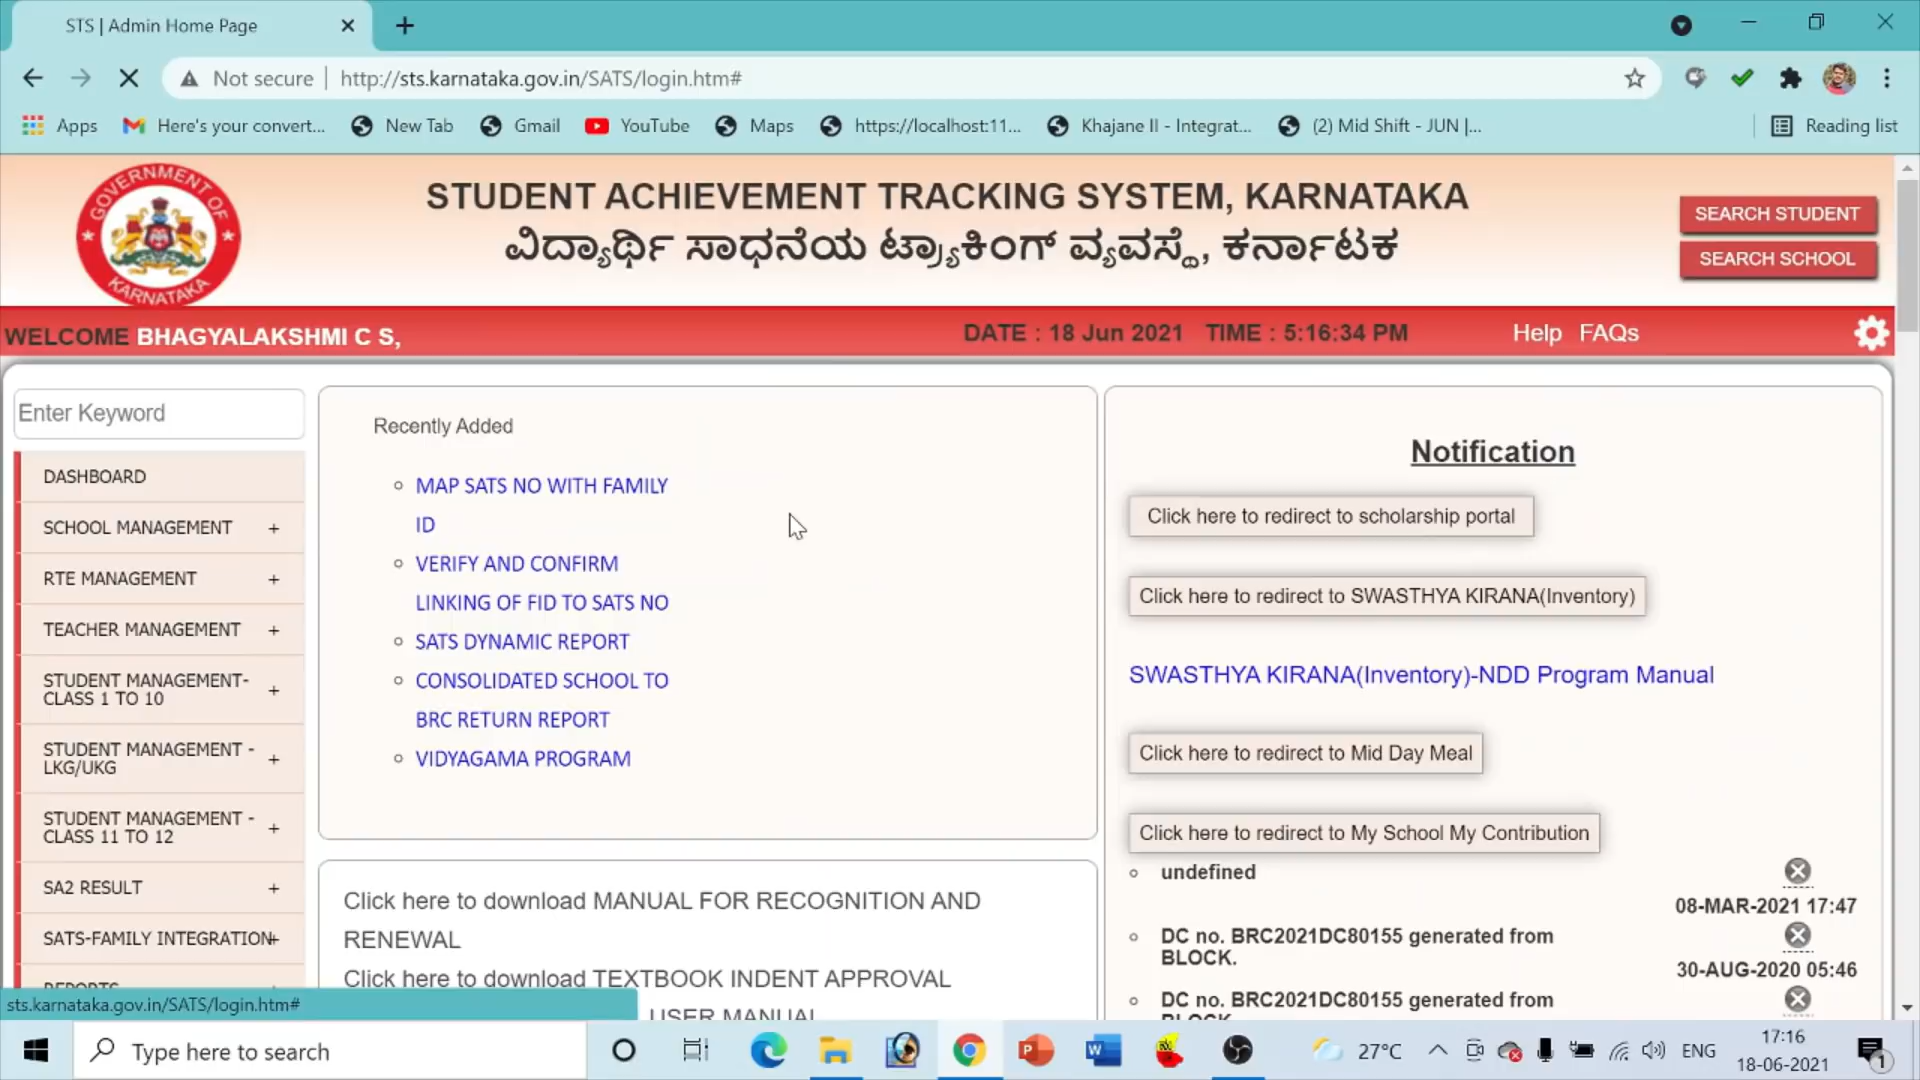 STS | Admin Home Page
Not secure
http://sts.karnataka.gov.in/SATS/login.htm#
Apps
Here's your convert...
New Tab
Gmail
YouTube
Maps
https://localhost:11...
Khajane II - Integrat...
(2) Mid Shift - JUN |...
Reading list
GOVERNMENT OF
KARNATAKA
STUDENT ACHIEVEMENT TRACKING SYSTEM, KARNATAKA
ವಿದ್ಯಾರ್ಥಿ ಸಾಧನೆಯ ಟ್ರ್ಯಾಕಿಂಗ್ ವ್ಯವಸ್ಥೆ, ಕರ್ನಾಟಕ
SEARCH STUDENT
SEARCH SCHOOL
WELCOME BHAGYALAKSHMI C S,
DATE : 18 Jun 2021 TIME : 5:16:34 PM
Help FAQs
Enter Keyword
DASHBOARD
SCHOOL MANAGEMENT +
RTE MANAGEMENT +
TEACHER MANAGEMENT +
STUDENT MANAGEMENT-
CLASS 1 TO 10 +
STUDENT MANAGEMENT -
LKG/UKG +
STUDENT MANAGEMENT -
CLASS 11 TO 12 +
SA2 RESULT +
SATS-FAMILY INTEGRATION+
REPORTS
Recently Added
MAP SATS NO WITH FAMILY
ID
VERIFY AND CONFIRM
LINKING OF FID TO SATS NO
SATS DYNAMIC REPORT
CONSOLIDATED SCHOOL TO
BRC RETURN REPORT
VIDYAGAMA PROGRAM
Click here to download MANUAL FOR RECOGNITION AND
RENEWAL
Click here to download TEXTBOOK INDENT APPROVAL
USER MANUAL
Notification
Click here to redirect to scholarship portal
Click here to redirect to SWASTHYA KIRANA(Inventory)
SWASTHYA KIRANA(Inventory)-NDD Program Manual
Click here to redirect to Mid Day Meal
Click here to redirect to My School My Contribution
undefined
08-MAR-2021 17:47
DC no. BRC2021DC80155 generated from
BLOCK.
30-AUG-2020 05:46
DC no. BRC2021DC80155 generated from
BLOCK.
sts.karnataka.gov.in/SATS/login.htm#
Type here to search
27°C
ENG
17:16
18-06-2021
1